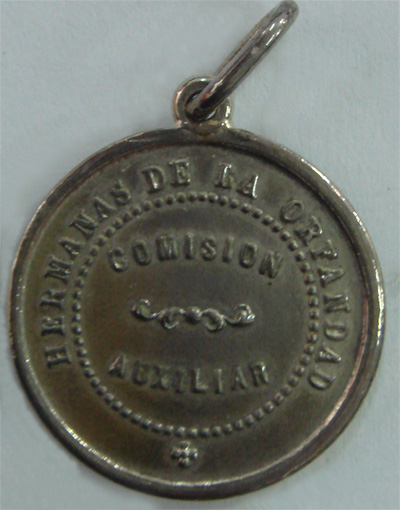 HERMANAS DE LA ORFANDAD
COMISION
AUXILIAR